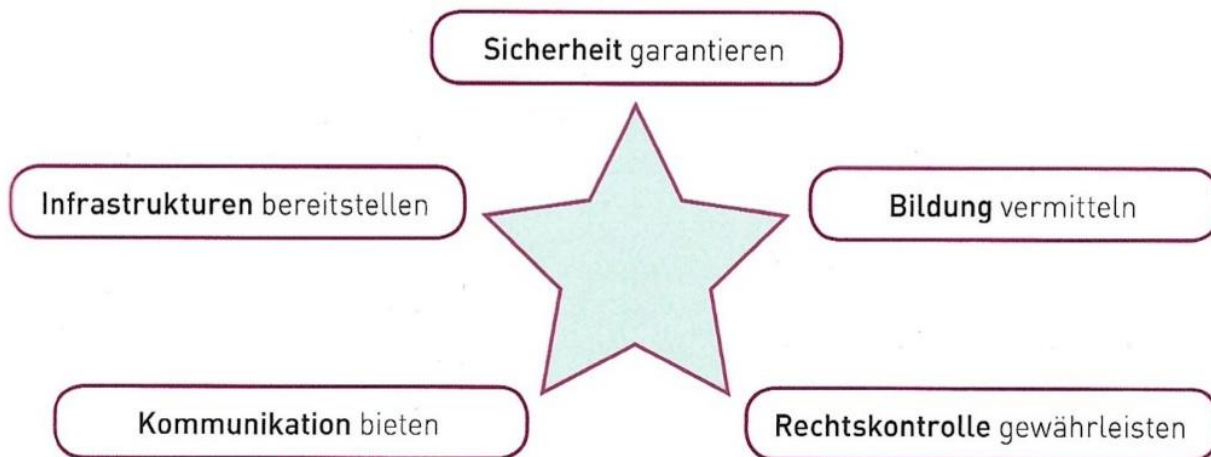 Sicherheit garantieren
Infrastrukturen bereitstellen
Bildung vermitteln
Kommunikation bieten
Rechtskontrolle gewährleisten